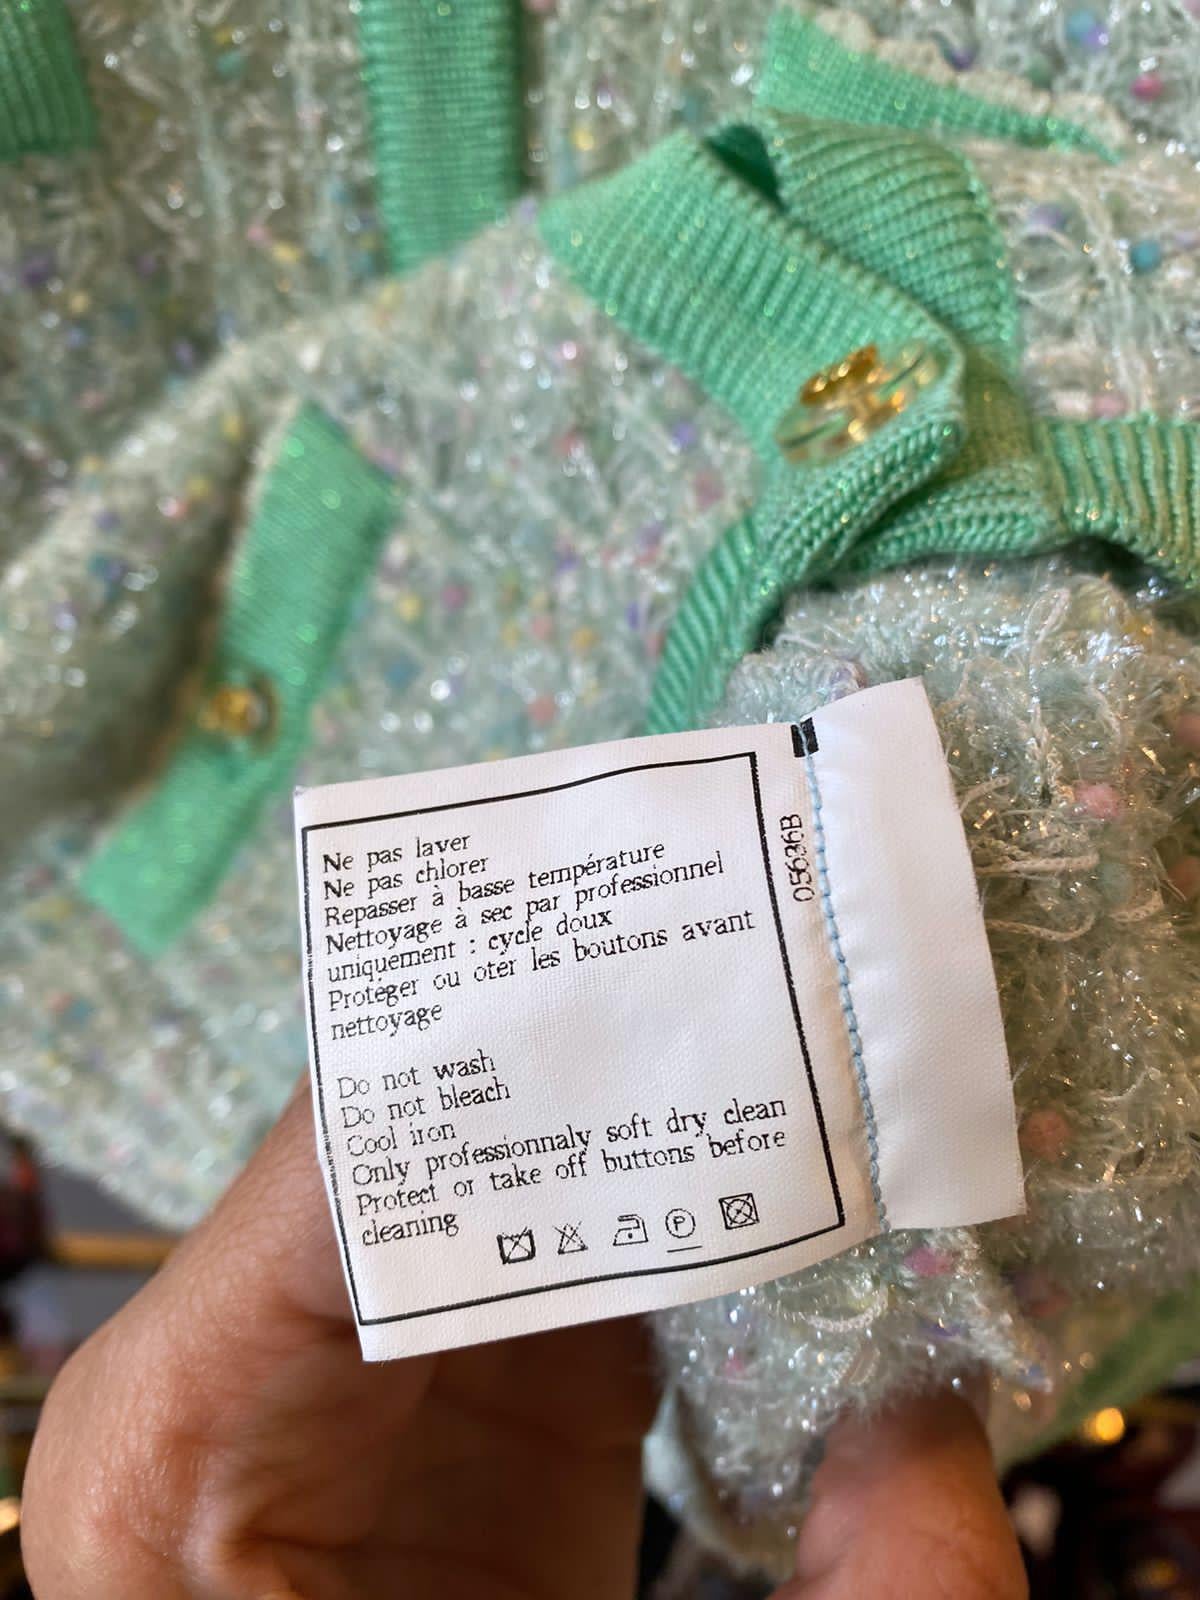 Ne pas laver
Ne pas chlorer
Repasser à basse température
Nettoyage à sec par professionnel
uniquement : cycle doux
Protéger ou oter les boutons avant
nettoyage
Do not wash
Do not bleach
Cool iron
Only professionnaly soft dry clean
Protect or take off buttons before
cleaning
P
05636B